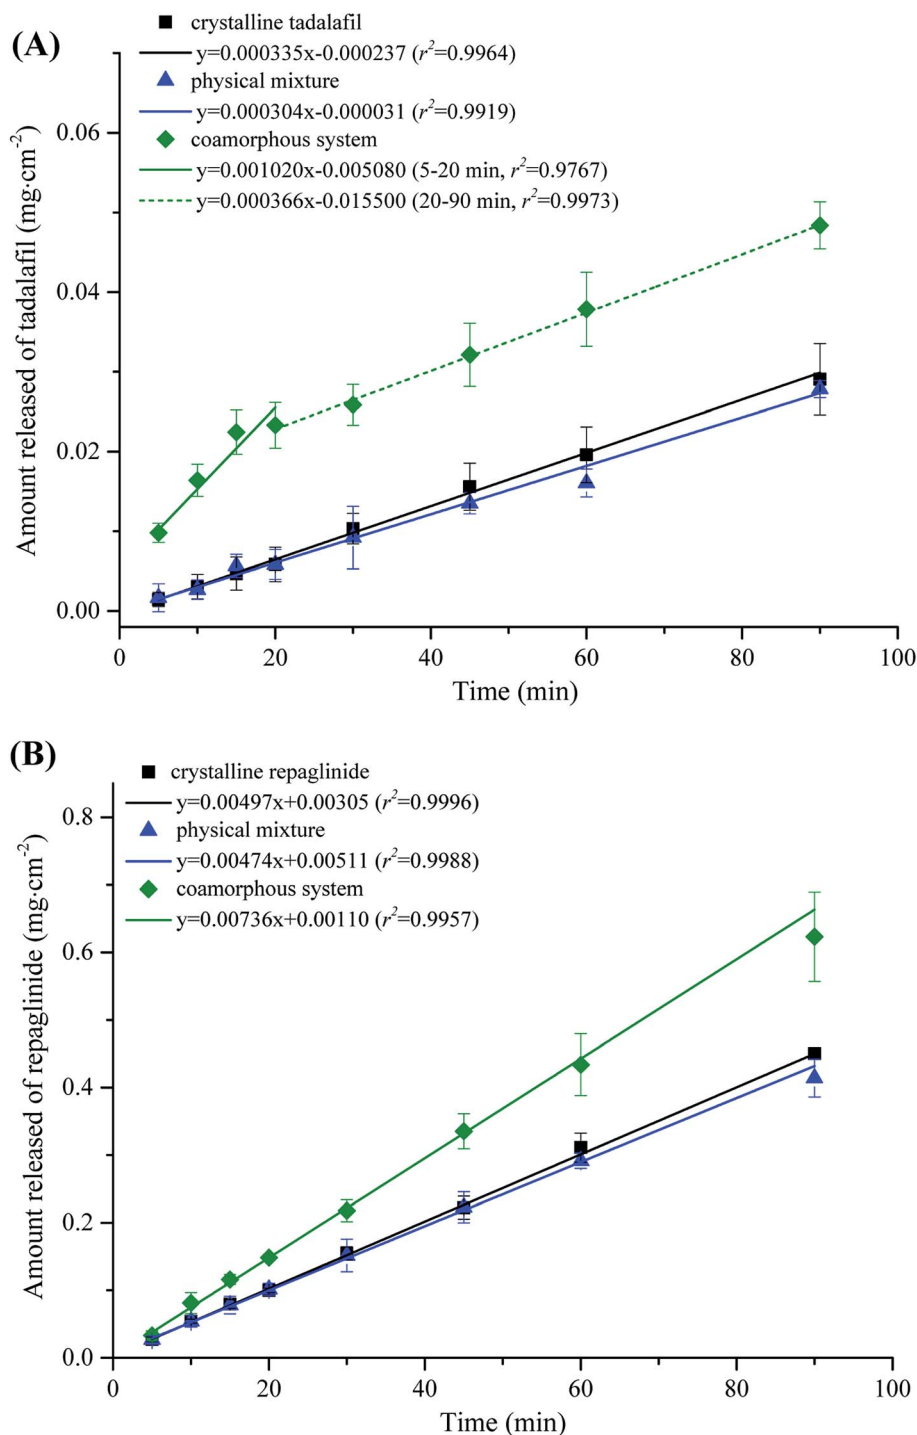 (A)
crystalline tadalafil
y=0.000335x-0.000237 (r²=0.9964)
physical mixture
y=0.000304x-0.000031 (r²=0.9919)
coamorphous system
y=0.001020x-0.005080 (5-20 min, r²=0.9767)
y=0.000366x-0.015500 (20-90 min, r²=0.9973)
Amount released of tadalafil (mg·cm⁻²)
0.06
0.04
0.02
0.00
0 20 40 60 80 100
Time (min)
(B)
crystalline repaglinide
y=0.00497x+0.00305 (r²=0.9996)
physical mixture
y=0.00474x+0.00511 (r²=0.9988)
coamorphous system
y=0.00736x+0.00110 (r²=0.9957)
Amount released of repaglinide (mg·cm⁻²)
0.8
0.6
0.4
0.2
0.0
0 20 40 60 80 100
Time (min)